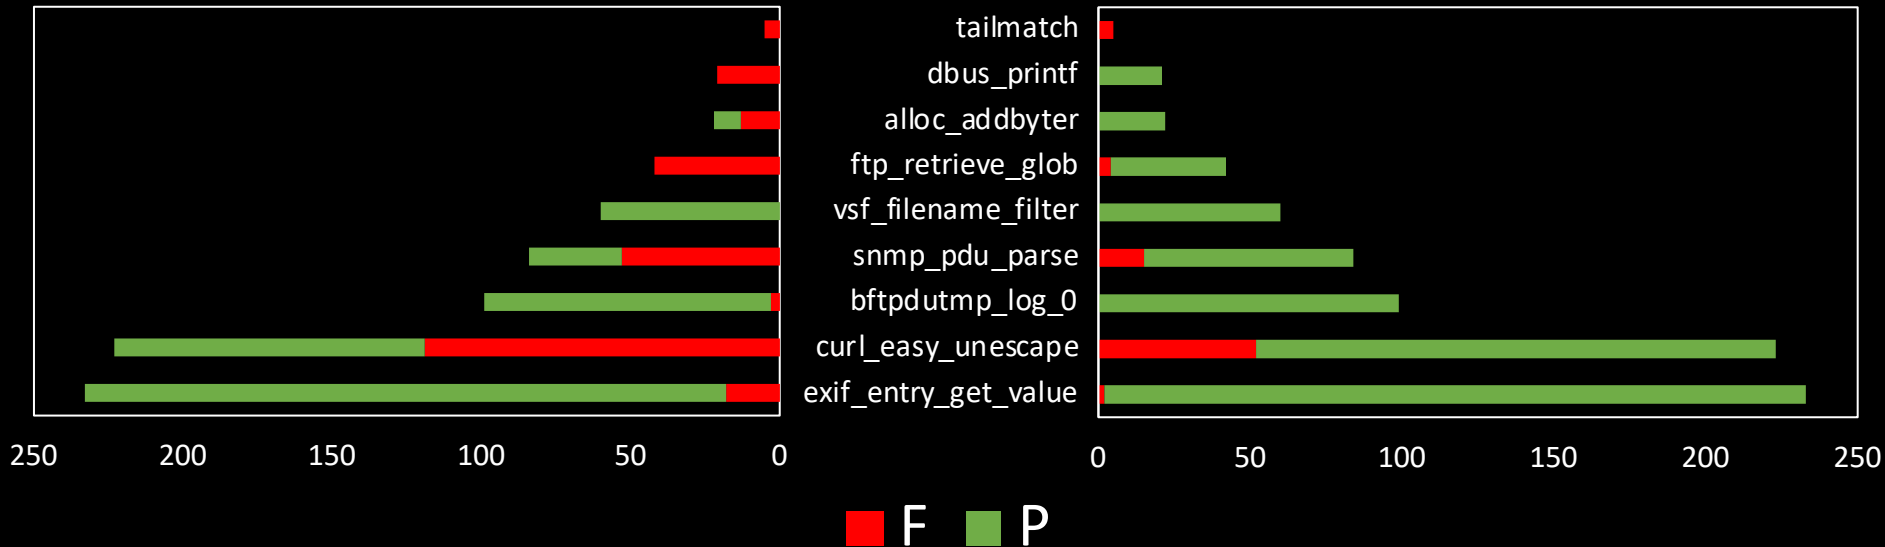 tailmatch
dbus_printf
alloc_addbyter
ftp_retrieve_glob
vsf_filename_filter
snmp_pdu_parse
bftpdutmp_log_0
curl_easy_unescape
exif_entry_get_value
250 200 150 100 50 0
0 50 100 150 200 250
F P